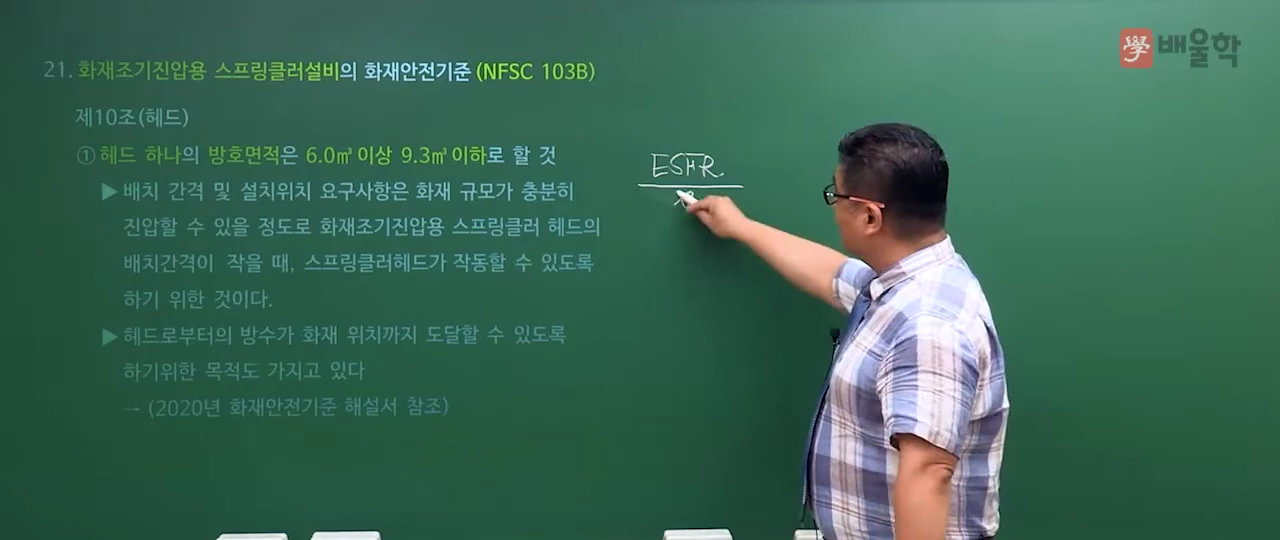 學 배울학
21. 화재조기진압용 스프링클러설비의 화재안전기준 (NFSC 103B)
제10조(헤드)
① 헤드 하나의 방호면적은 6.0㎡ 이상 9.3㎡ 이하로 할 것
▶ 배치 간격 및 설치위치 요구사항은 화재 규모가 충분히
진압할 수 있을 정도로 화재조기진압용 스프링클러 헤드의
배치간격이 작을 때, 스프링클러헤드가 작동할 수 있도록
하기 위한 것이다.
▶ 헤드로부터의 방수가 화재 위치까지 도달할 수 있도록
하기위한 목적도 가지고 있다
→ (2020년 화재안전기준 해설서 참조)
ESFR.